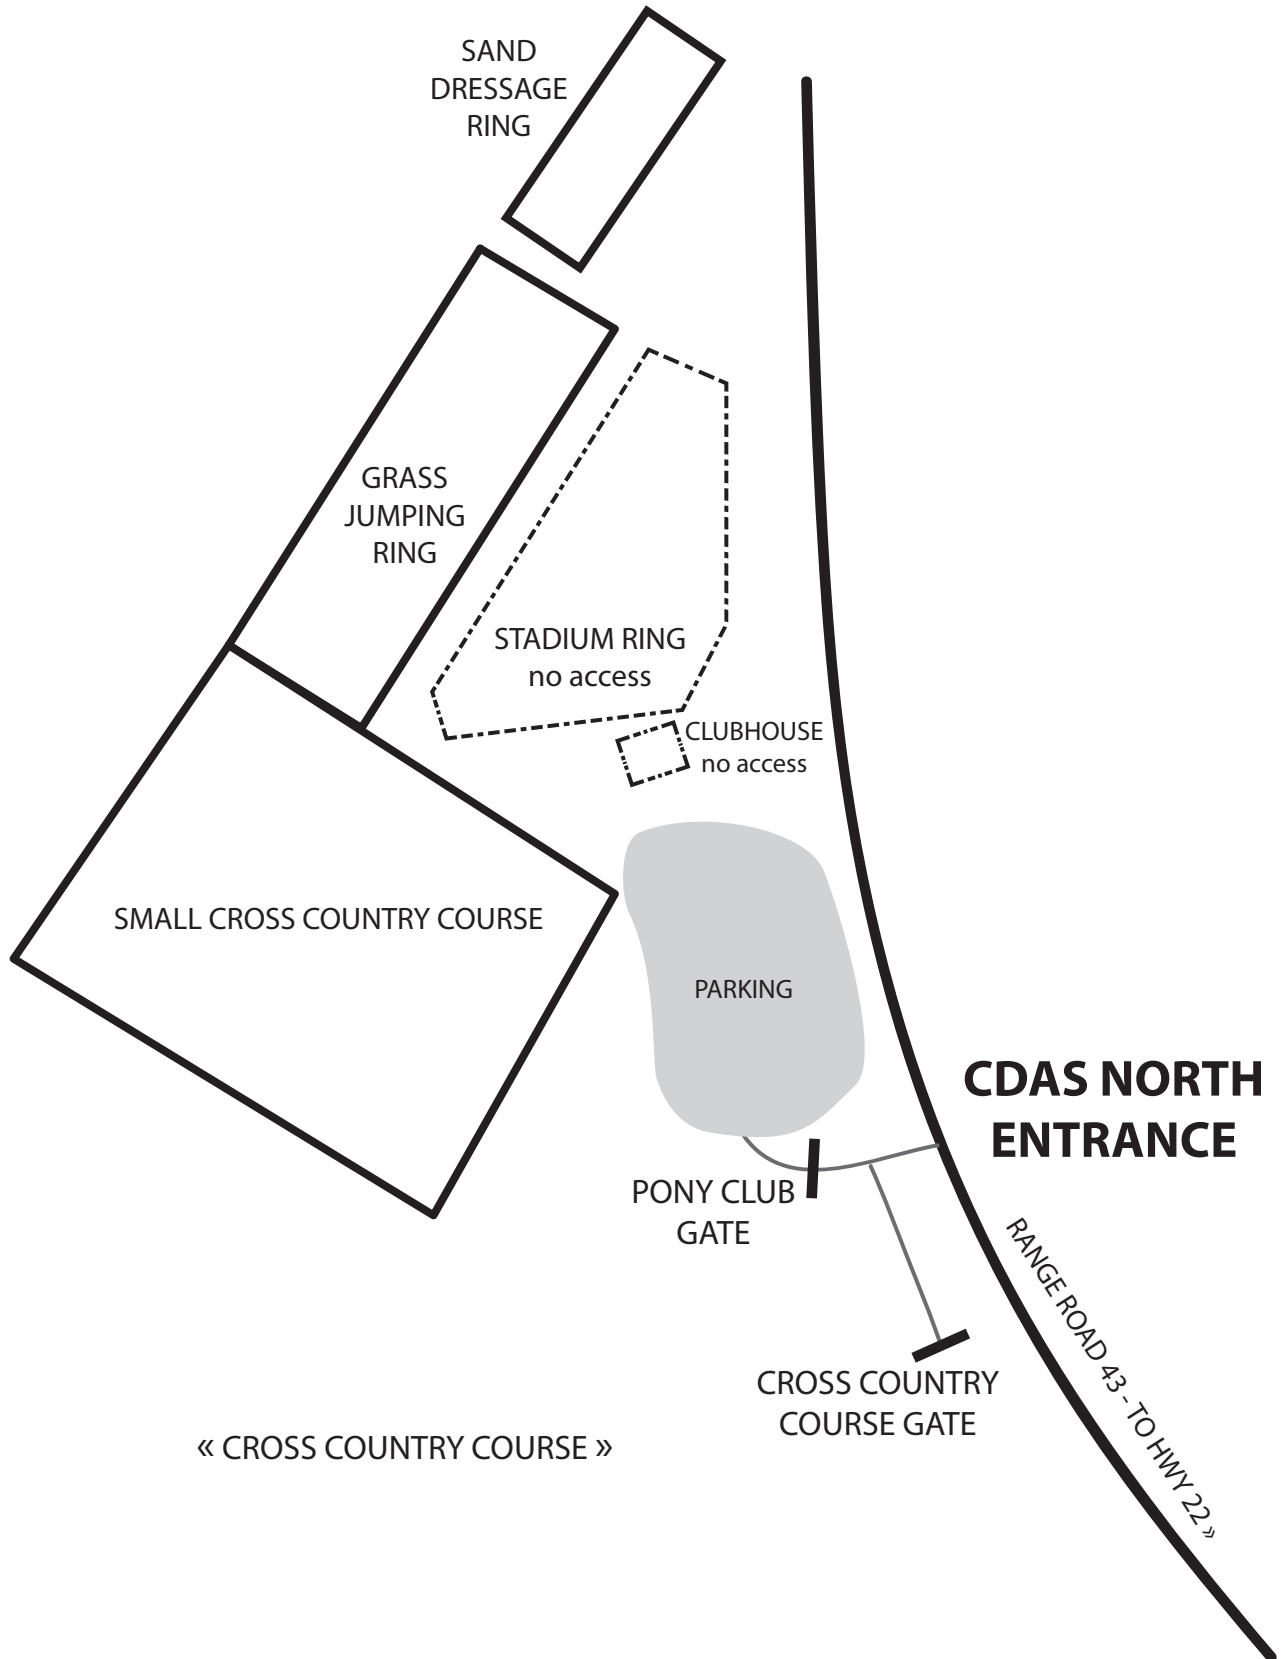 SAND
DRESSAGE
RING
GRASS
JUMPING
RING
STADIUM RING
no access
CLUBHOUSE
no access
SMALL CROSS COUNTRY COURSE
PARKING
CDAS NORTH
ENTRANCE
PONY CLUB
GATE
RANGE ROAD 43 - TO HWY 22 »
CROSS COUNTRY
COURSE GATE
« CROSS COUNTRY COURSE »